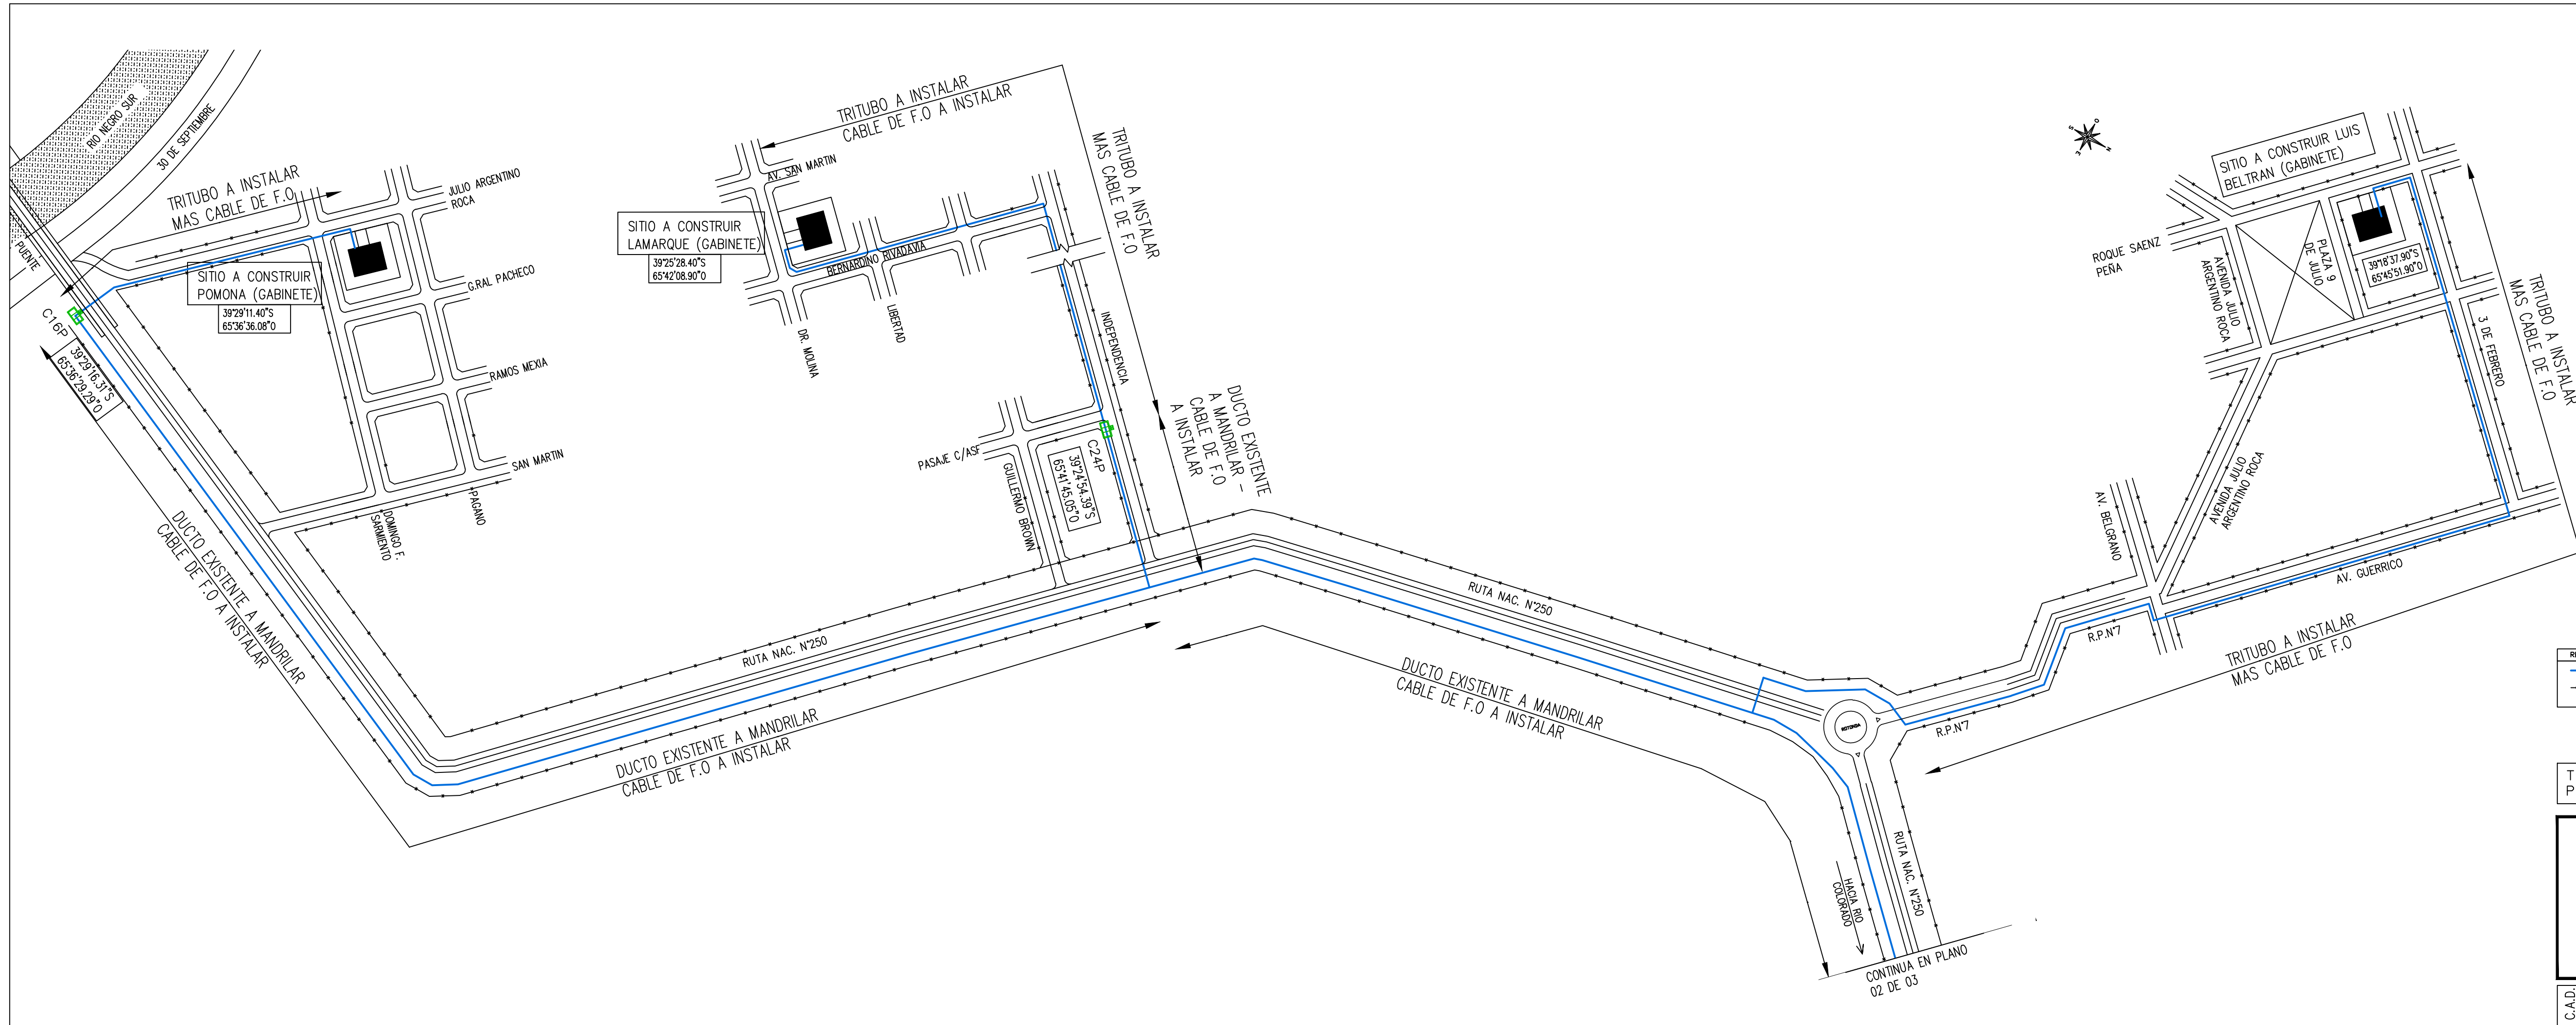 RIO NEGRO SUR
30 DE SEPTIEMBRE
PUENTE
TRITUBO A INSTALAR
MAS CABLE DE F.O
JULIO ARGENTINO
ROCA
SITIO A CONSTRUIR
POMONA (GABINETE)
39°29'11.40"S
65°36'36.08"O
G.RAL PACHECO
RAMOS MEXIA
SAN MARTIN
PAGANO
DOMINGO F.
SARMIENTO
C16P
39°29'16.31"S
65°36'29.29"O
DUCTO EXISTENTE A MANDRILAR
CABLE DE F.O A INSTALAR
TRITUBO A INSTALAR
CABLE DE F.O A INSTALAR
AV. SAN MARTIN
SITIO A CONSTRUIR
LAMARQUE (GABINETE)
39°25'28.40"S
65°42'08.90"O
BERNARDINO RIVADAVIA
LIBERTAD
DR. MOLINA
TRITUBO A INSTALAR
MAS CABLE DE F.O
INDEPENDENCIA
PASAJE C/ASF
GUILLERMO BROWN
C24P
39°24'54.39"S
65°41'45.05"O
DUCTO EXISTENTE
A MANDRILAR -
CABLE DE F.O
A INSTALAR
RUTA NAC. N°250
DUCTO EXISTENTE A MANDRILAR
CABLE DE F.O A INSTALAR
RUTA NAC. N°250
DUCTO EXISTENTE A MANDRILAR
CABLE DE F.O A INSTALAR
ROTONDA
HACIA RIO
COLORADO
RUTA NAC. N°250
CONTINUA EN PLANO
02 DE 03
R.P.N°7
R.P.N°7
TRITUBO A INSTALAR
MAS CABLE DE F.O
S
O
N
SITIO A CONSTRUIR LUIS
BELTRAN (GABINETE)
39°18'37.90"S
65°45'51.90"O
PLAZA 9
DE JULIO
ROQUE SAENZ
PEÑA
AVENIDA JULIO
ARGENTINO ROCA
3 DE FEBRERO
TRITUBO A INSTALAR
MAS CABLE DE F.O
AVENIDA JULIO
ARGENTINO ROCA
AV. BELGRANO
AV. GUERRICO
T
P
C.A.D.